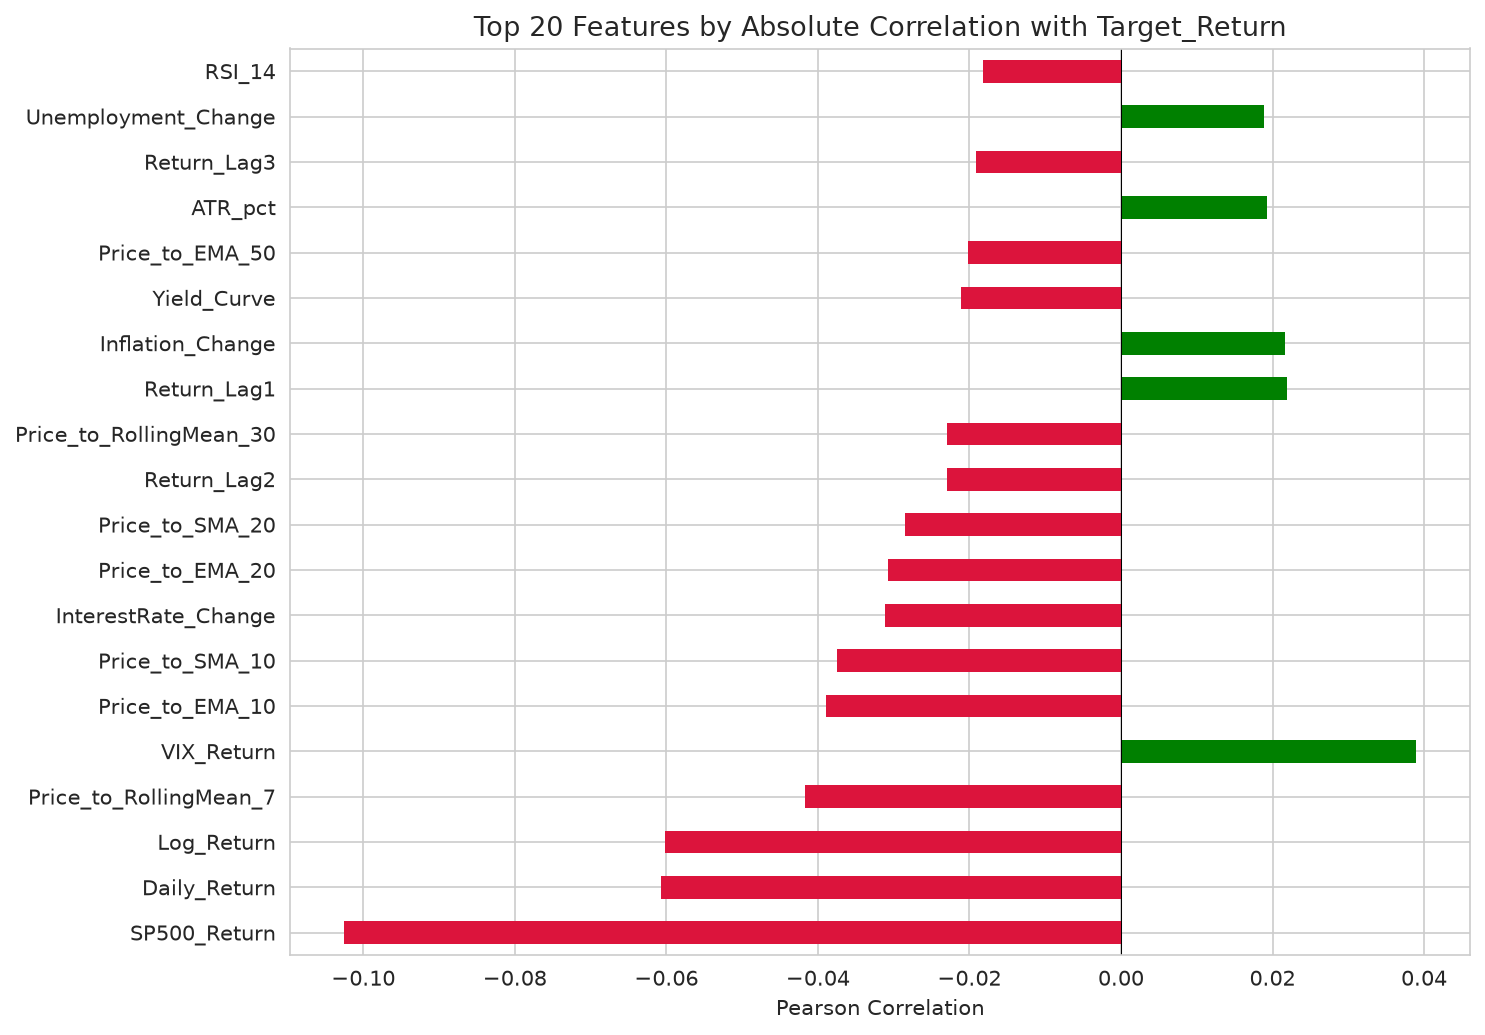 Top 20 Features by Absolute Correlation with Target_Return
RSI_14
Unemployment_Change
Return_Lag3
ATR_pct
Price_to_EMA_50
Yield_Curve
Inflation_Change
Return_Lag1
Price_to_RollingMean_30
Return_Lag2
Price_to_SMA_20
Price_to_EMA_20
InterestRate_Change
Price_to_SMA_10
Price_to_EMA_10
VIX_Return
Price_to_RollingMean_7
Log_Return
Daily_Return
SP500_Return
−0.10 −0.08 −0.06 −0.04 −0.02 0.00 0.02 0.04
Pearson Correlation